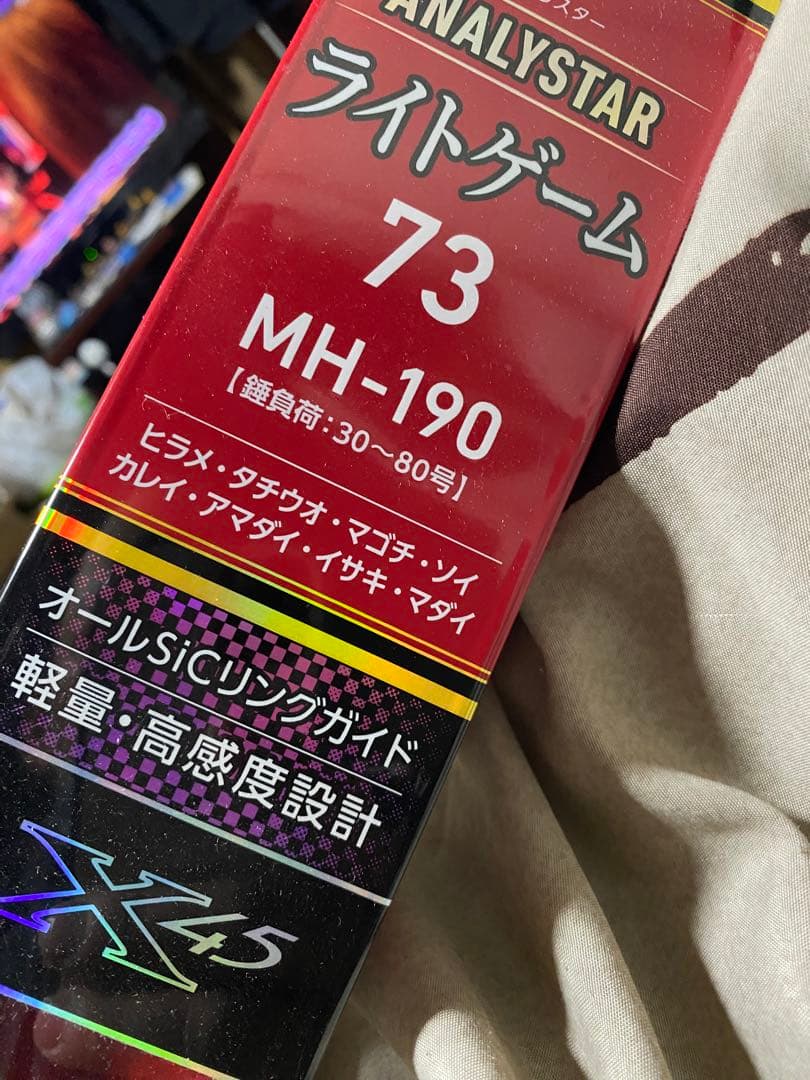 スター
ANALYSTAR
ライトゲーム
73
MH-190
【錘負荷：30～80号】
ヒラメ・タチウオ・マゴチ・ソイ
カレイ・アマダイ・イサキ・マダイ
オールSiCリングガイド
軽量・高感度設計
X45